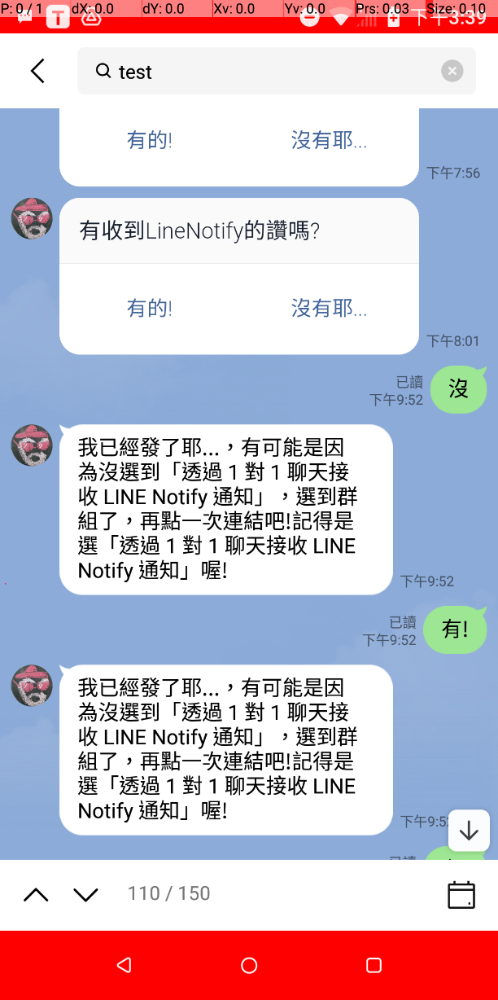 P: 0 / 1 dX: 0.0 dY: 0.0 Xv: 0.0 Yv: 0.0 Prs: 0.03 Size: 0.10
T 下午3:39
test
有的! 沒有耶...
下午7:56
有收到LineNotify的讚嗎?
有的! 沒有耶...
下午8:01
已讀
下午9:52
沒
我已經發了耶...，有可能是因
為沒選到「透過 1 對 1 聊天接
收 LINE Notify 通知」，選到群
組了，再點一次連結吧!記得是
選「透過 1 對 1 聊天接收 LINE
Notify 通知」喔!
下午9:52
已讀
下午9:52
有!
我已經發了耶...，有可能是因
為沒選到「透過 1 對 1 聊天接
收 LINE Notify 通知」，選到群
組了，再點一次連結吧!記得是
選「透過 1 對 1 聊天接收 LINE
Notify 通知」喔!
下午9:52
已讀
110 / 150